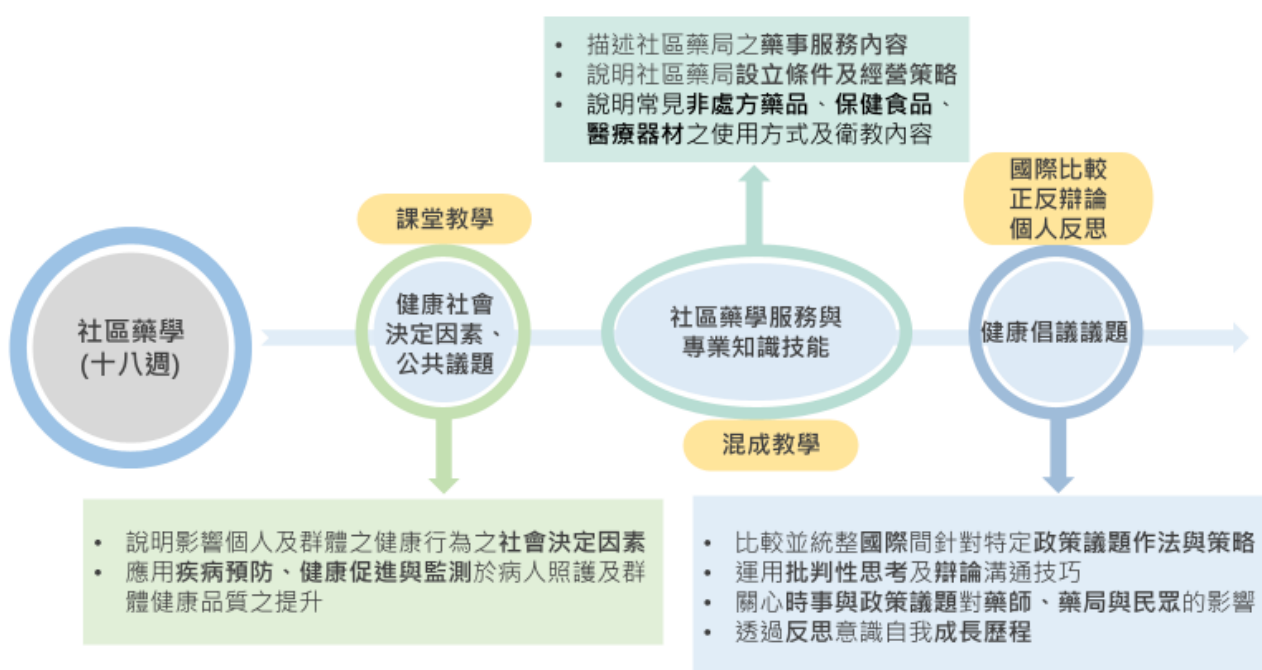 • 描述社區藥局之藥事服務內容
• 說明社區藥局設立條件及經營策略
• 說明常見非處方藥品、保健食品、
醫療器材之使用方式及衛教內容
社區藥學
(十八週)
課堂教學
健康社會
決定因素、
公共議題
社區藥學服務與
專業知識技能
混成教學
國際比較
正反辯論
個人反思
健康倡議議題
• 說明影響個人及群體之健康行為之社會決定因素
• 應用疾病預防、健康促進與監測於病人照護及群
體健康品質之提升
• 比較並統整國際間針對特定政策議題作法與策略
• 運用批判性思考及辯論溝通技巧
• 關心時事與政策議題對藥師、藥局與民眾的影響
• 透過反思意識自我成長歷程